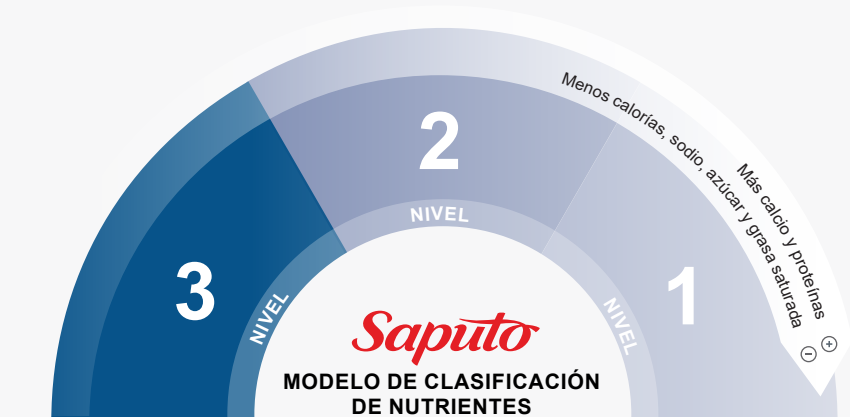 3
NIVEL
2
NIVEL
1
NIVEL
Menos calorías, sodio, azúcar y grasa saturada
Más calcio y proteínas
Saputo
MODELO DE CLASIFICACIÓN
DE NUTRIENTES